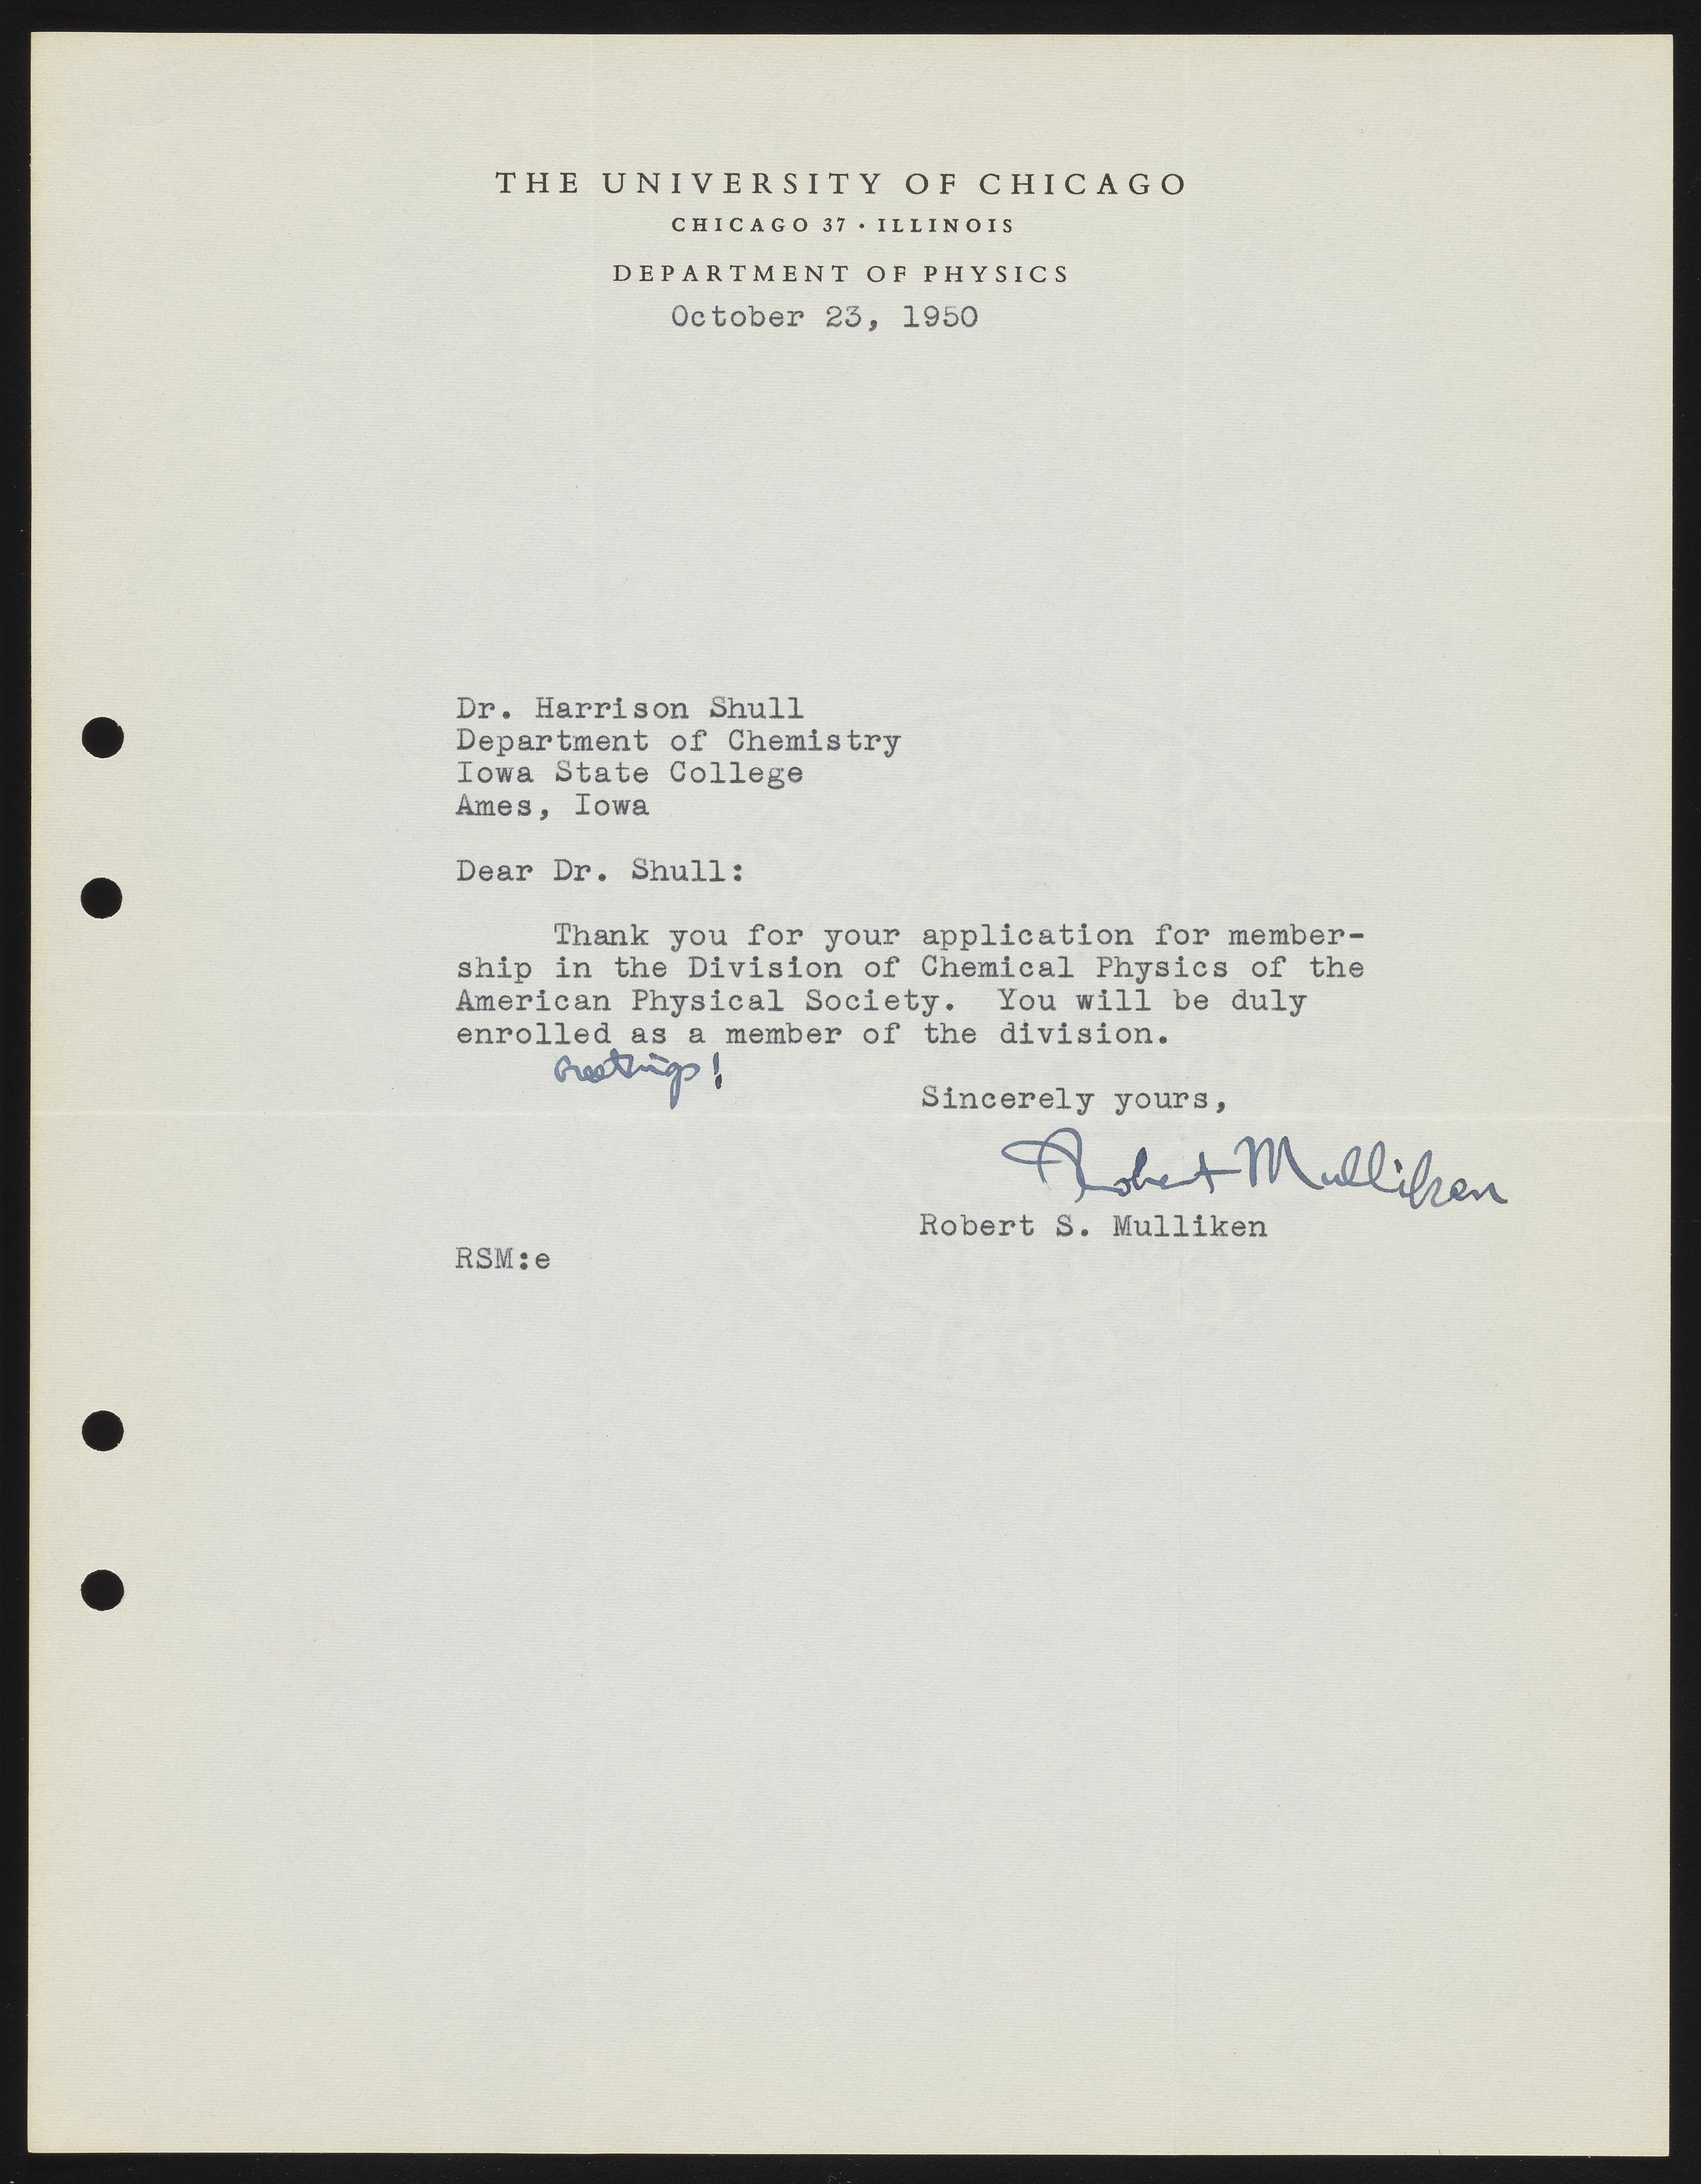 THE UNIVERSITY OF CHICAGO
CHICAGO 37 · ILLINOIS
DEPARTMENT OF PHYSICS
October 23, 1950
Dr. Harrison Shull
Department of Chemistry
Iowa State College
Ames, Iowa
Dear Dr. Shull:
Thank you for your application for member-
ship in the Division of Chemical Physics of the
American Physical Society. You will be duly
enrolled as a member of the division.
Greetings!
Sincerely yours,
Robert Mulliken
Robert S. Mulliken
RSM:e